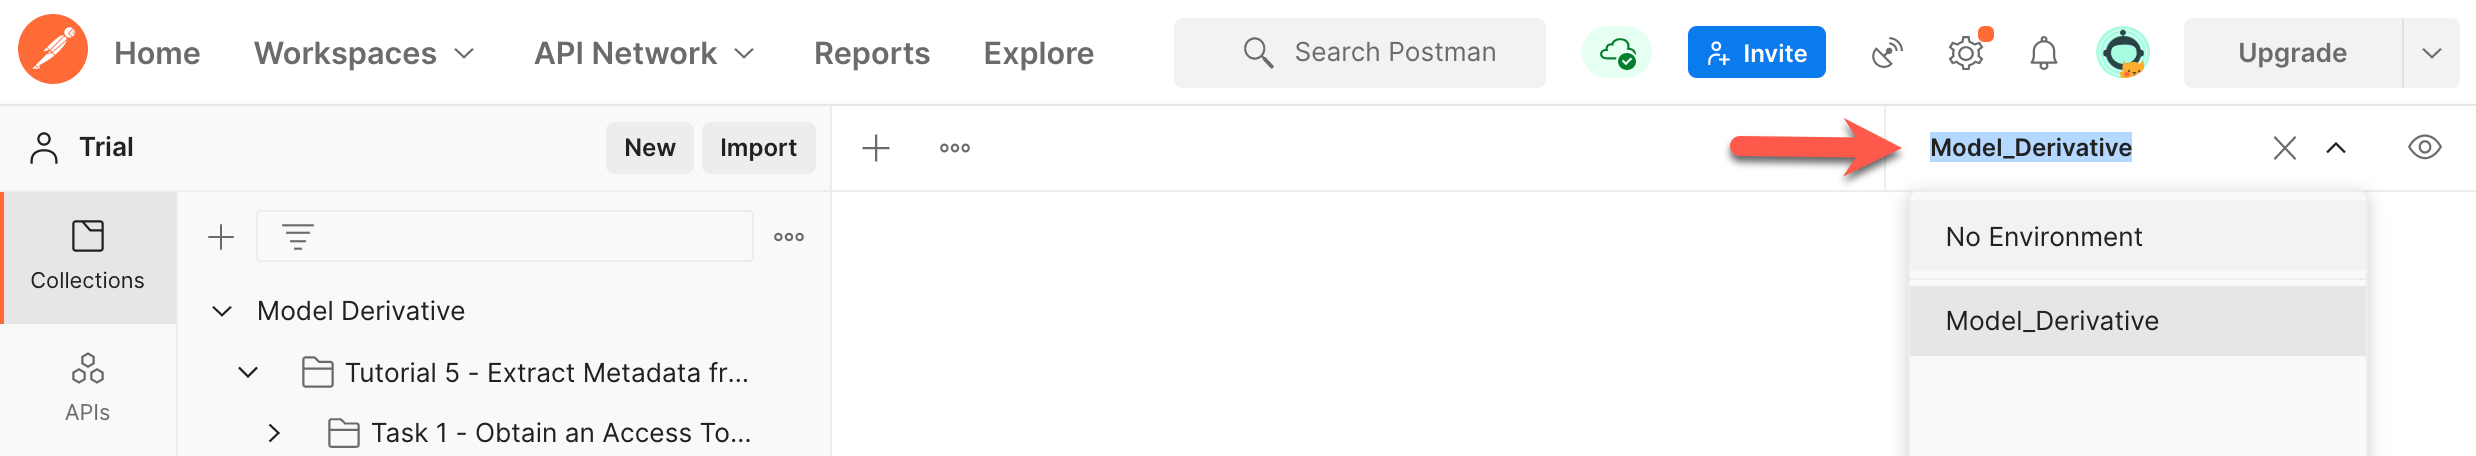 Home Workspaces API Network Reports Explore Search Postman Invite Upgrade
Trial New Import Model_Derivative
Collections
APIs
Model Derivative
Tutorial 5 - Extract Metadata fr...
Task 1 - Obtain an Access To...
No Environment
Model_Derivative